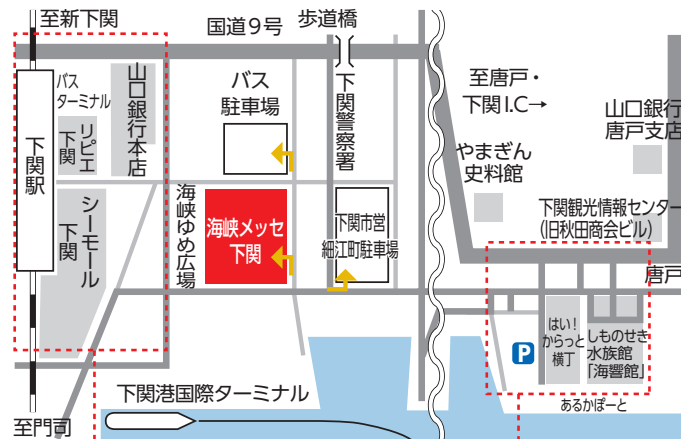 至新下関
国道9号
歩道橋
バス
ターミナル
リピエ
下関
山口銀行本店
バス
駐車場
下関警察署
至唐戸・
下関I.C→
山口銀行
唐戸支店
やまぎん
史料館
下関駅
シーモール
下関
海峡ゆめ広場
海峡メッセ
下関
下関市営
細江町駐車場
下関観光情報センター
(旧秋田商会ビル)
唐戸
はい!
からっと
横丁
しものせき
水族館
「海響館」
P
あるかぽーと
下関港国際ターミナル
至門司